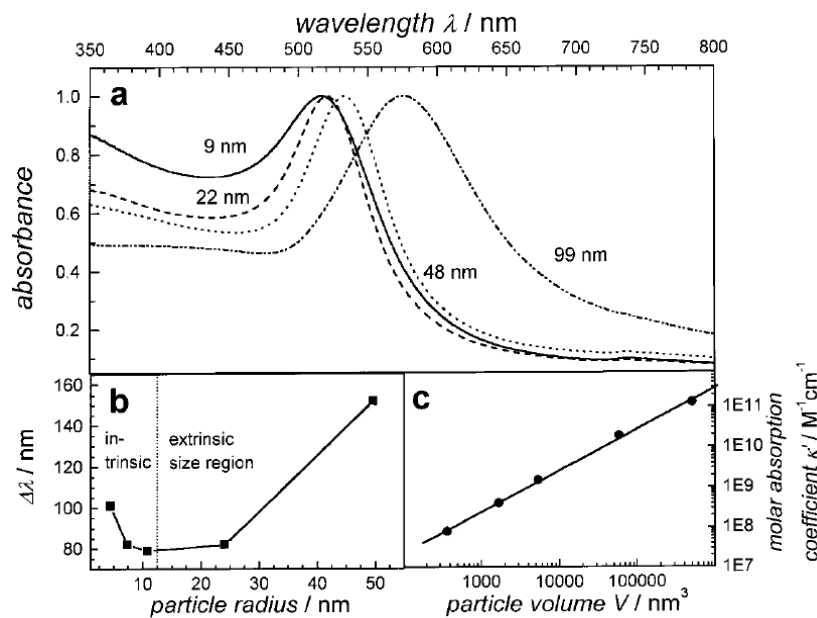 wavelength λ / nm
350 400 450 500 550 600 650 700 750 800
a
absorbance
1.0
0.8
0.6
0.4
0.2
9 nm
22 nm
48 nm
99 nm
b
Δλ / nm
160
140
120
100
80
in-
trinsic
extrinsic
size region
0 10 20 30 40 50
particle radius / nm
c
1E11
1E10
1E9
1E8
1E7
molar absorption
coefficient κ' / M⁻¹cm⁻¹
1000 10000 100000
particle volume V / nm³